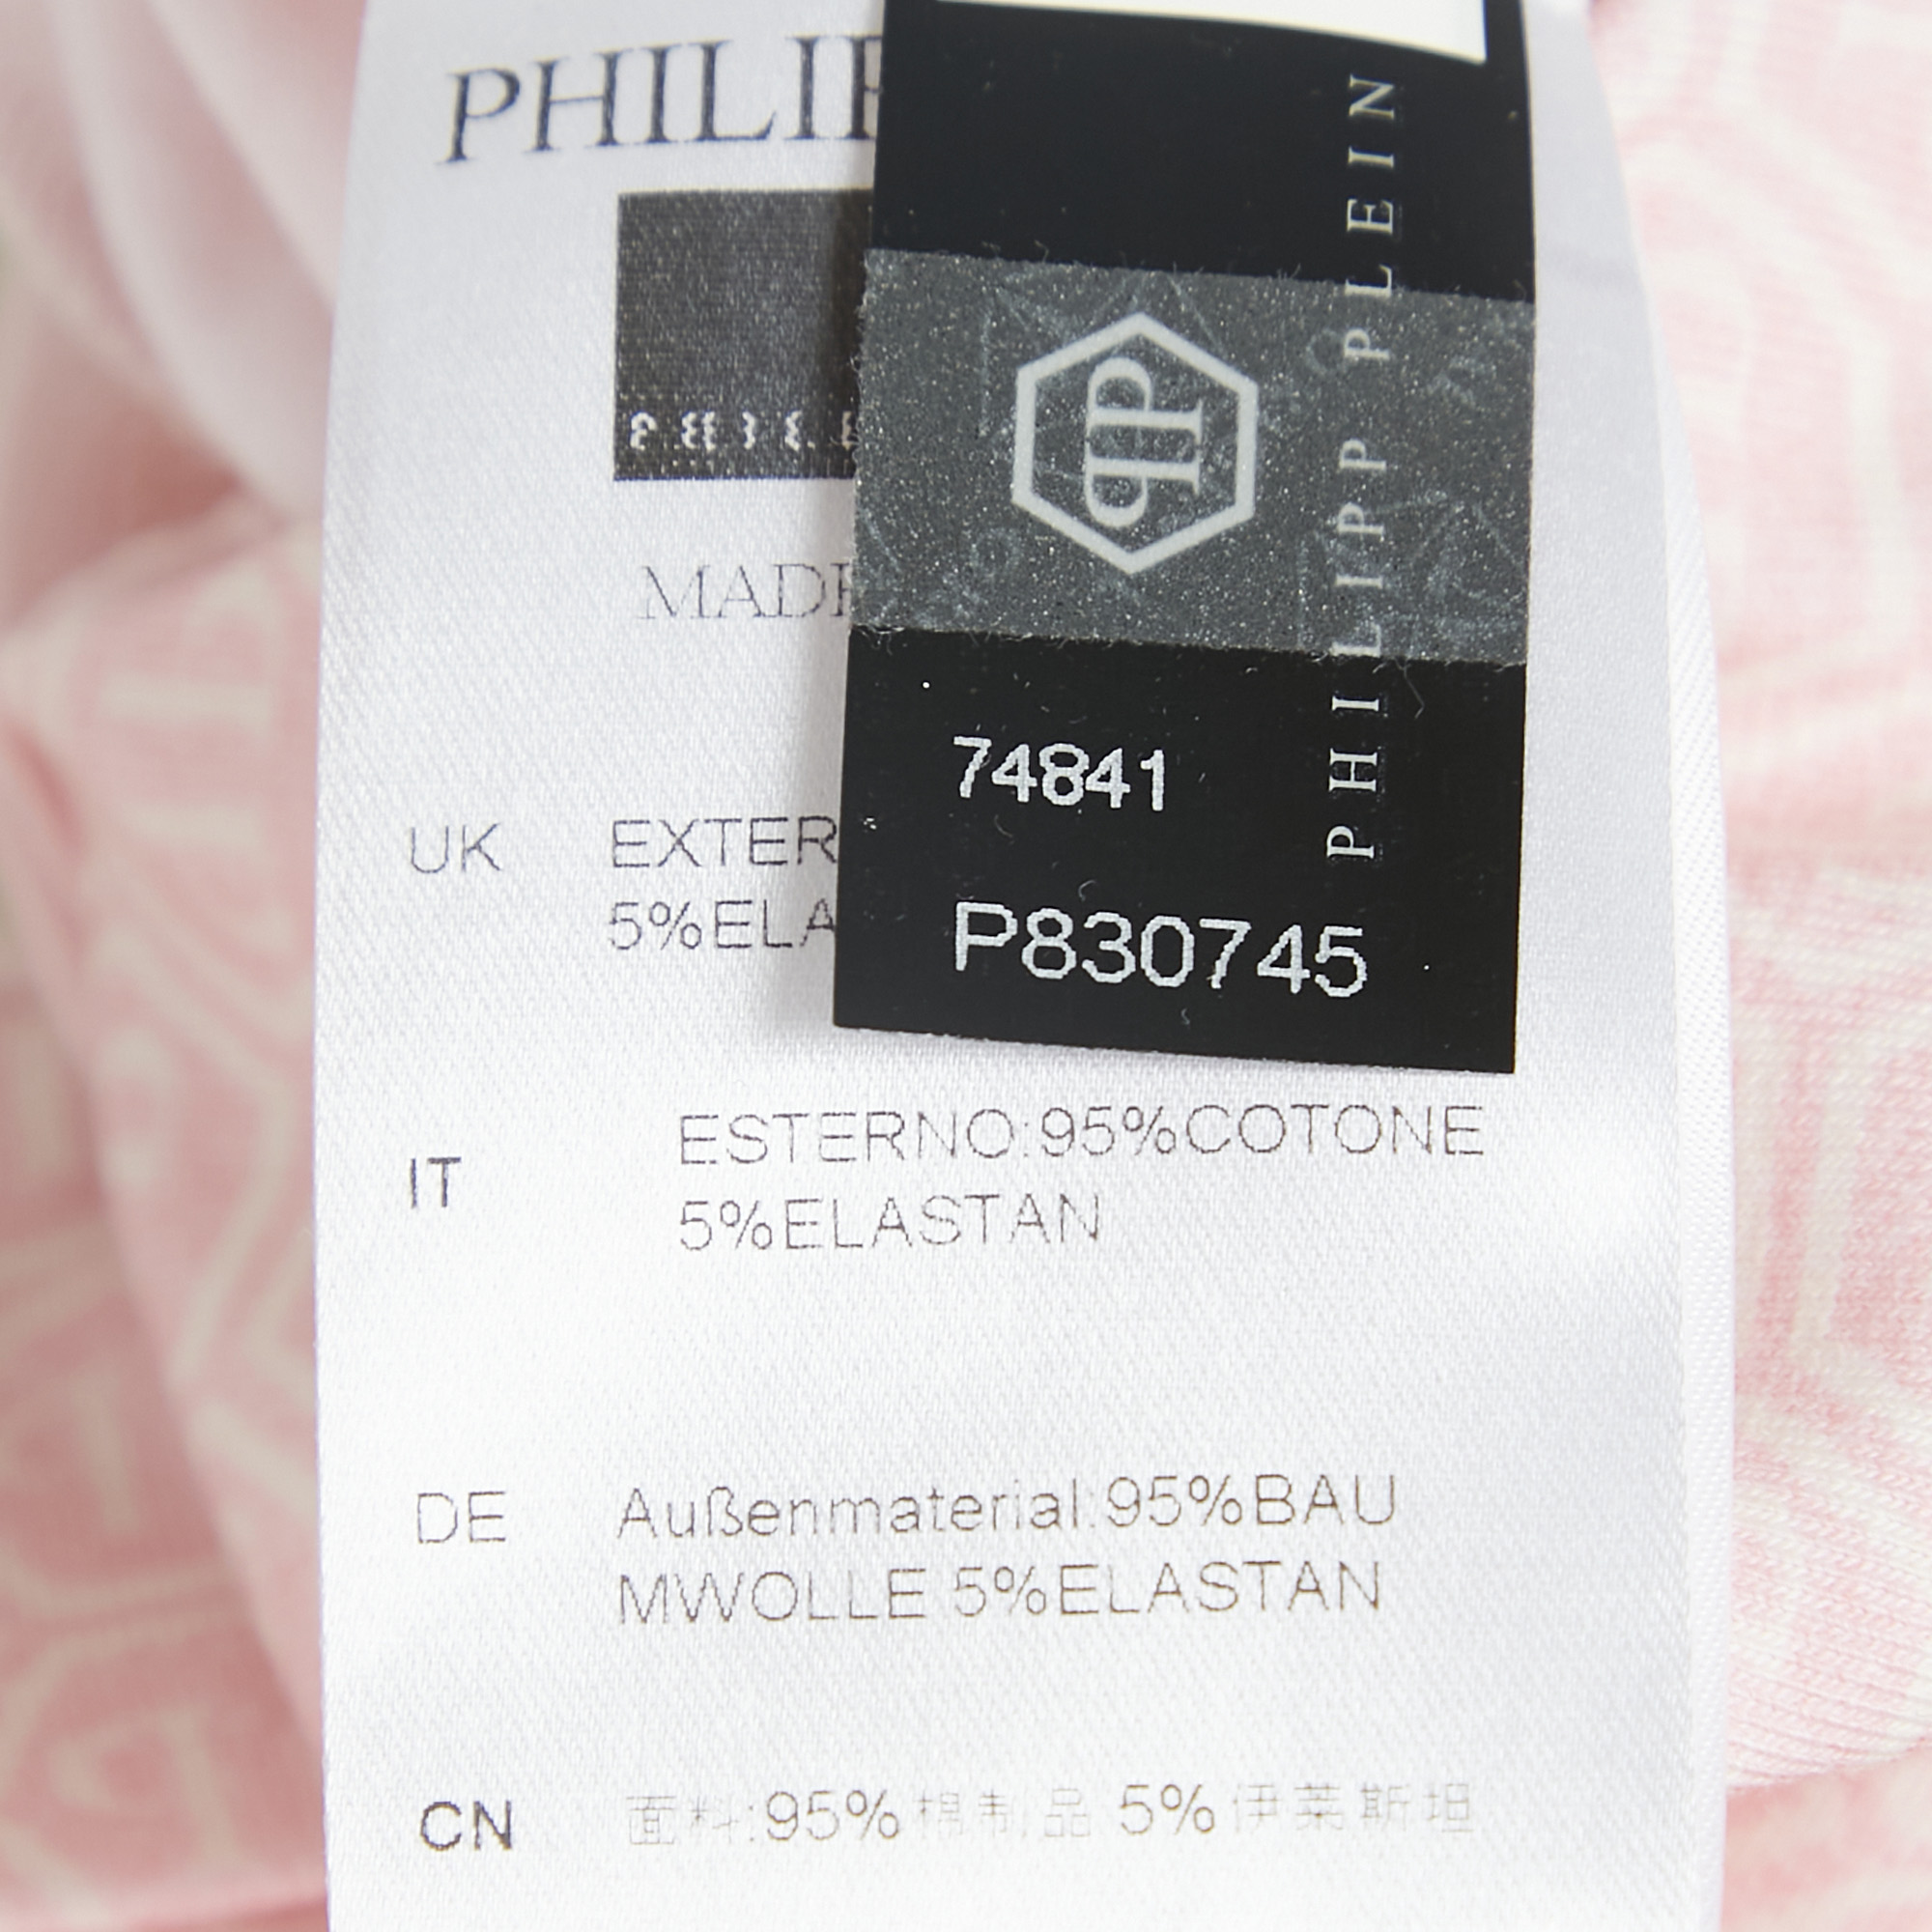 PHILIP
MADE
PHILIPP PLEIN
74841
P830745
UK
EXTER
5%ELA
IT
ESTERNO:95%COTONE
5%ELASTAN
DE
Außenmaterial:95%BAU
MWOLLE 5%ELASTAN
CN
面料:95%棉制品 5%伊莱斯坦